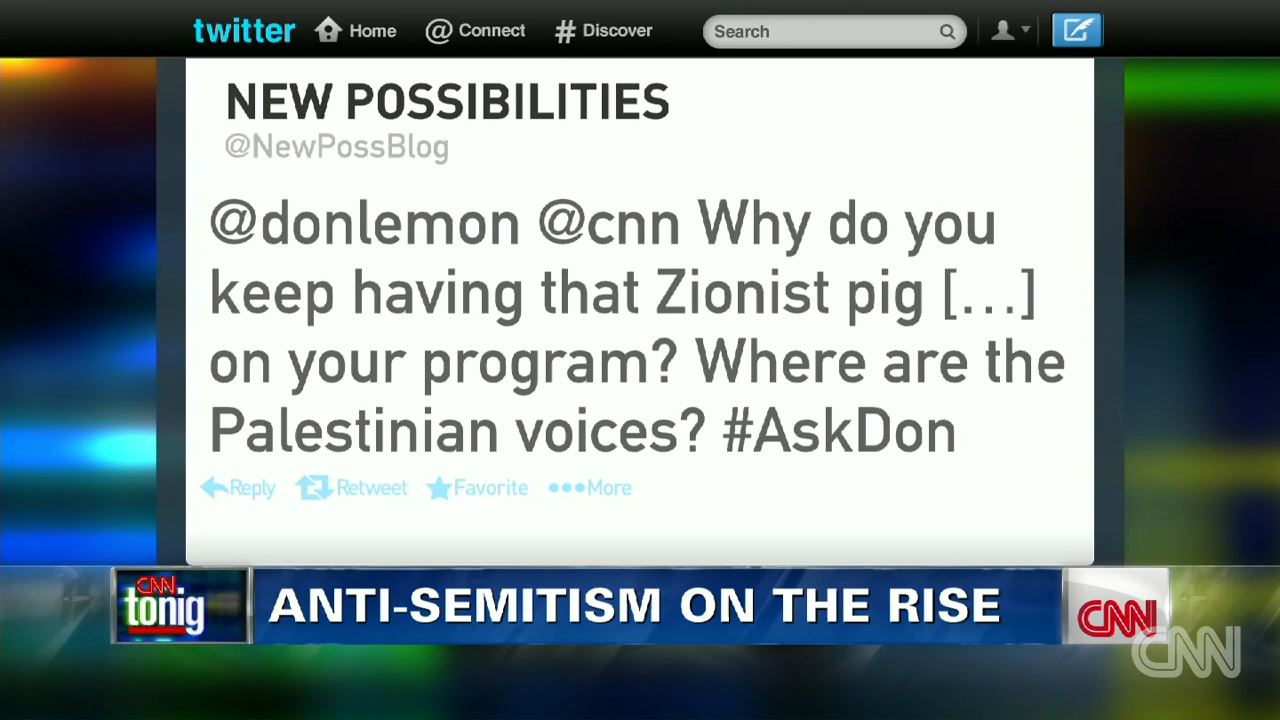 twitter Home @ Connect # Discover Search
NEW POSSIBILITIES
@NewPossBlog
@donlemon @cnn Why do you
keep having that Zionist pig [...]
on your program? Where are the
Palestinian voices? #AskDon
Reply Retweet Favorite •••More
CNN
tonig
ANTI-SEMITISM ON THE RISE
CNN
CNN